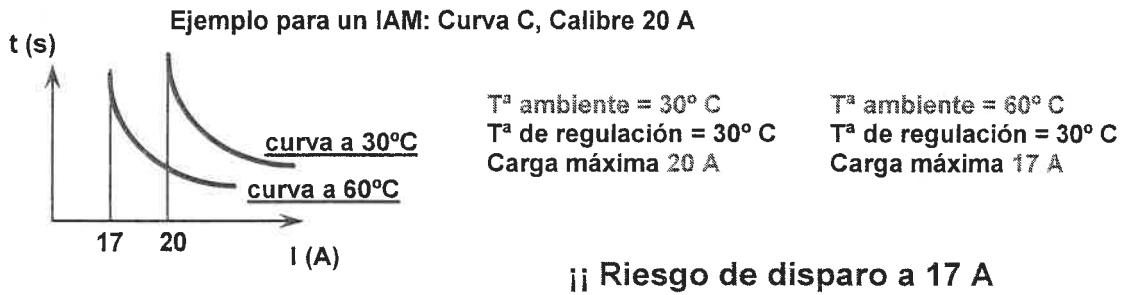 Ejemplo para un IAM: Curva C, Calibre 20 A
t (s)
Tª ambiente = 30º C
Tª de regulación = 30º C
Carga máxima 20 A
Tª ambiente = 60º C
Tª de regulación = 30º C
Carga máxima 17 A
curva a 30ºC
curva a 60ºC
17 20
I (A)
¡¡ Riesgo de disparo a 17 A